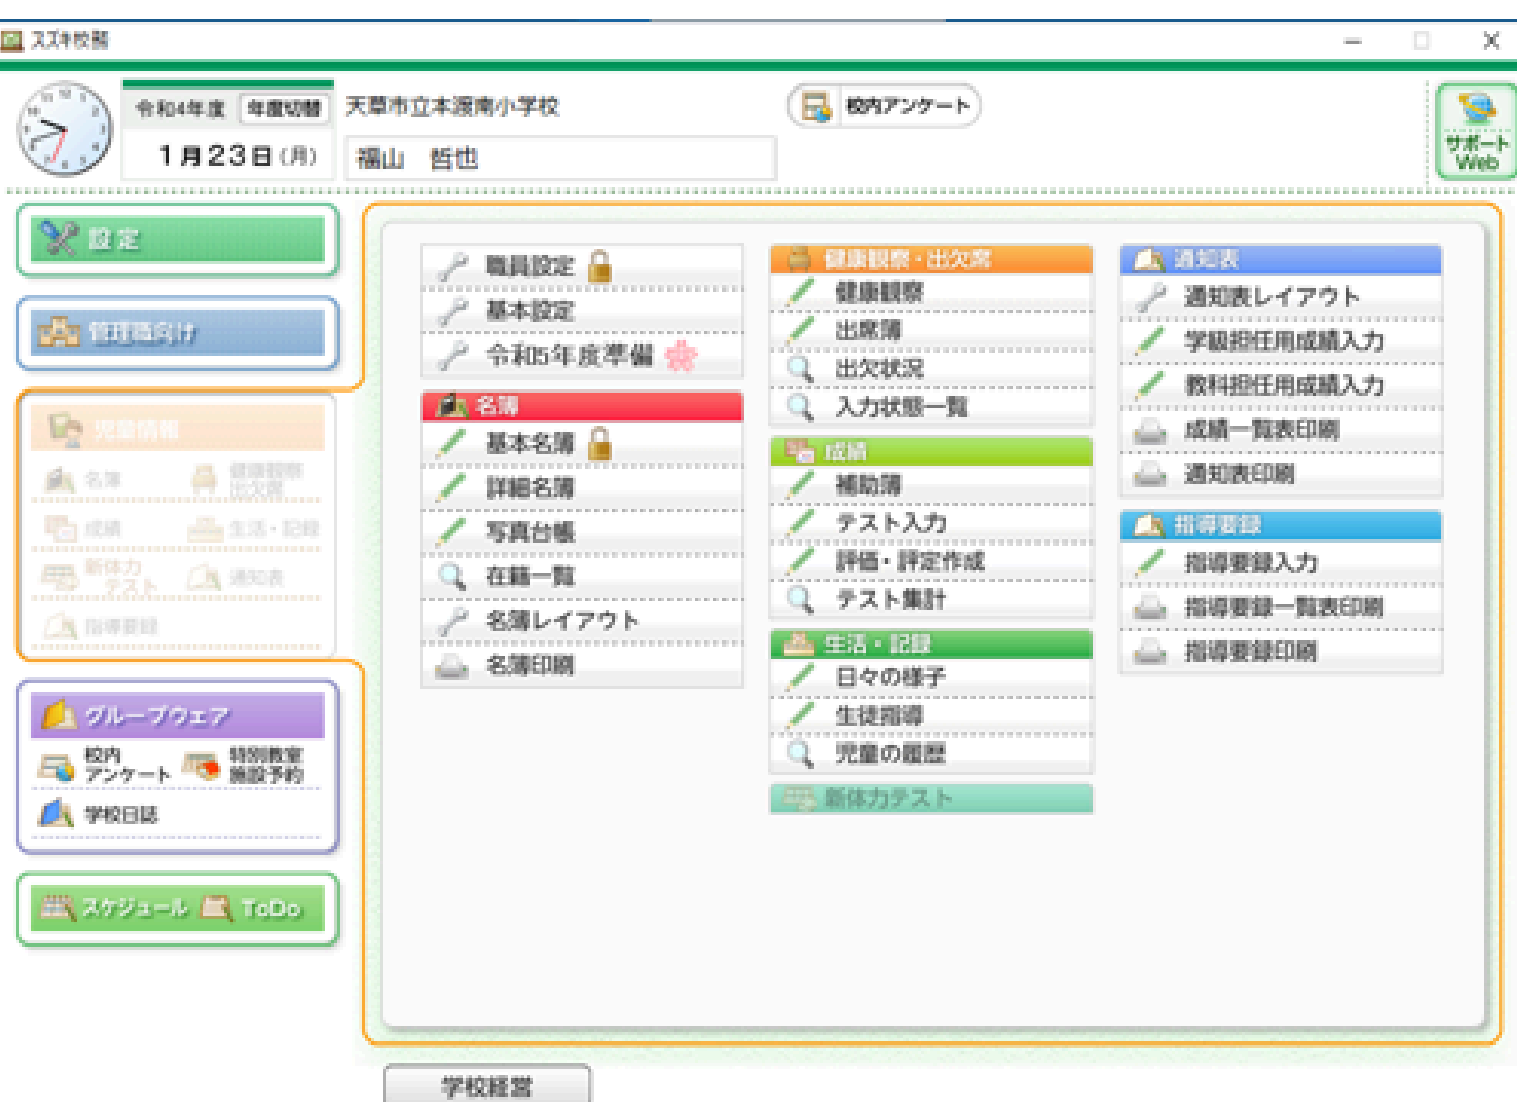 スズキ校務
令和4年度 年度切替
1月23日(月)
天草市立本渡南小学校
福山 哲也
校内アンケート
サポート
Web
設定
管理職向け
児童情報
名簿
健康観察
出欠席
成績
生活・記録
新体力
テスト
通知表
指導要録
グループウェア
校内
アンケート
特別教室
施設予約
学校日誌
スケジュール ToDo
職員設定
基本設定
令和5年度準備
名簿
基本名簿
詳細名簿
写真台帳
在籍一覧
名簿レイアウト
名簿印刷
健康観察・出欠席
健康観察
出席簿
出欠状況
入力状態一覧
成績
補助簿
テスト入力
評価・評定作成
テスト集計
生活・記録
日々の様子
生徒指導
児童の履歴
新体力テスト
通知表
通知表レイアウト
学級担任用成績入力
教科担任用成績入力
成績一覧表印刷
通知表印刷
指導要録
指導要録入力
指導要録一覧表印刷
指導要録印刷
学校経営